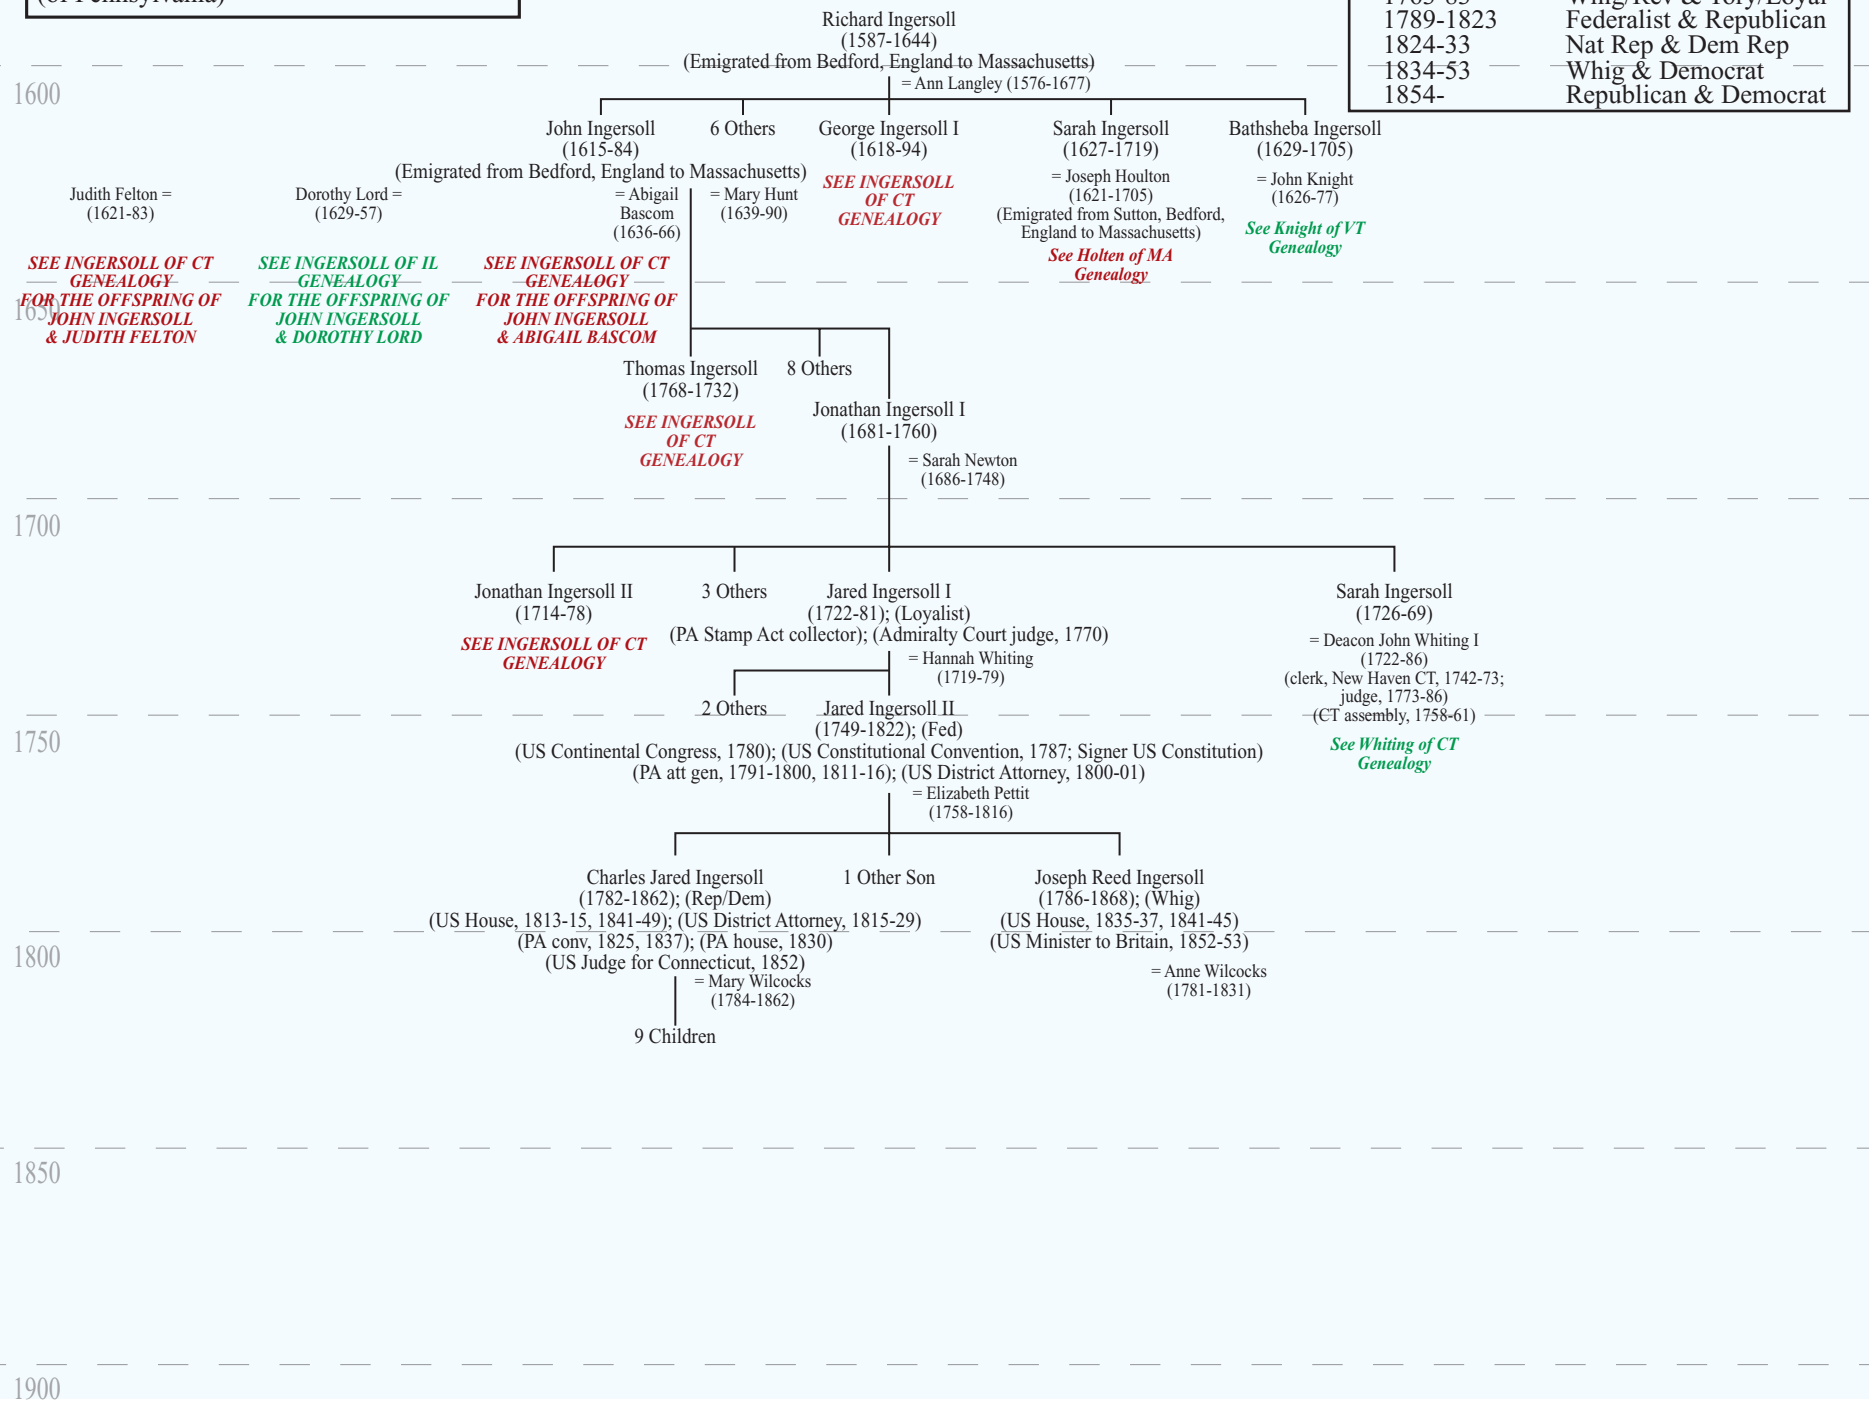 (of Pennsylvania)
1789-1823 Federalist & Republican
1824-33 Nat Rep & Dem Rep
1834-53 Whig & Democrat
1854- Republican & Democrat
Richard Ingersoll
(1587-1644)
(Emigrated from Bedford, England to Massachusetts)
= Ann Langley (1576-1677)
1600
John Ingersoll
(1615-84)
(Emigrated from Bedford, England to Massachusetts)
6 Others
George Ingersoll I
(1618-94)
SEE INGERSOLL
OF CT
GENEALOGY
Sarah Ingersoll
(1627-1719)
= Joseph Houlton
(1621-1705)
(Emigrated from Sutton, Bedford,
England to Massachusetts)
See Holten of MA
Genealogy
Bathsheba Ingersoll
(1629-1705)
= John Knight
(1626-77)
See Knight of VT
Genealogy
Judith Felton =
(1621-83)
SEE INGERSOLL OF CT
GENEALOGY
FOR THE OFFSPRING OF
JOHN INGERSOLL
& JUDITH FELTON
Dorothy Lord =
(1629-57)
SEE INGERSOLL OF IL
GENEALOGY
FOR THE OFFSPRING OF
JOHN INGERSOLL
& DOROTHY LORD
= Abigail
Bascom
(1636-66)
SEE INGERSOLL OF CT
GENEALOGY
FOR THE OFFSPRING OF
JOHN INGERSOLL
& ABIGAIL BASCOM
= Mary Hunt
(1639-90)
1650
Thomas Ingersoll
(1768-1732)
SEE INGERSOLL
OF CT
GENEALOGY
8 Others
Jonathan Ingersoll I
(1681-1760)
= Sarah Newton
(1686-1748)
1700
Jonathan Ingersoll II
(1714-78)
SEE INGERSOLL OF CT
GENEALOGY
3 Others
Jared Ingersoll I
(1722-81); (Loyalist)
(PA Stamp Act collector); (Admiralty Court judge, 1770)
= Hannah Whiting
(1719-79)
Sarah Ingersoll
(1726-69)
= Deacon John Whiting I
(1722-86)
(clerk, New Haven CT, 1742-73;
judge, 1773-86)
(CT assembly, 1758-61)
See Whiting of CT
Genealogy
2 Others
Jared Ingersoll II
(1749-1822); (Fed)
(US Continental Congress, 1780); (US Constitutional Convention, 1787; Signer US Constitution)
(PA att gen, 1791-1800, 1811-16); (US District Attorney, 1800-01)
= Elizabeth Pettit
(1758-1816)
1750
Charles Jared Ingersoll
(1782-1862); (Rep/Dem)
(US House, 1813-15, 1841-49); (US District Attorney, 1815-29)
(PA conv, 1825, 1837); (PA house, 1830)
(US Judge for Connecticut, 1852)
= Mary Wilcocks
(1784-1862)
9 Children
1 Other Son
Joseph Reed Ingersoll
(1786-1868); (Whig)
(US House, 1835-37, 1841-45)
(US Minister to Britain, 1852-53)
= Anne Wilcocks
(1781-1831)
1800
1850
1900